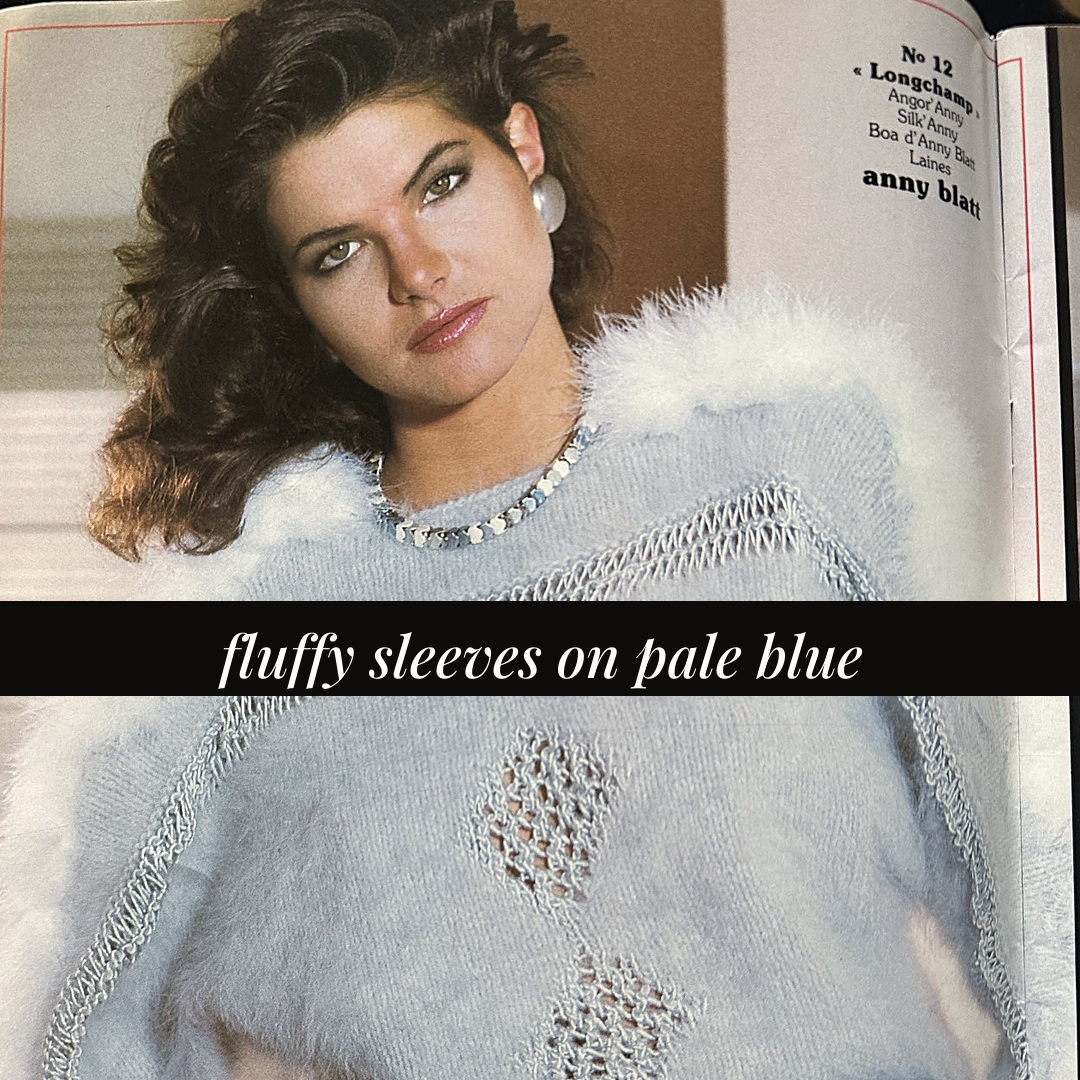 No 12
« Longchamp »
Angor'Anny
Silk'Anny
Boa d'Anny Blatt
Laines
anny blatt
fluffy sleeves on pale blue